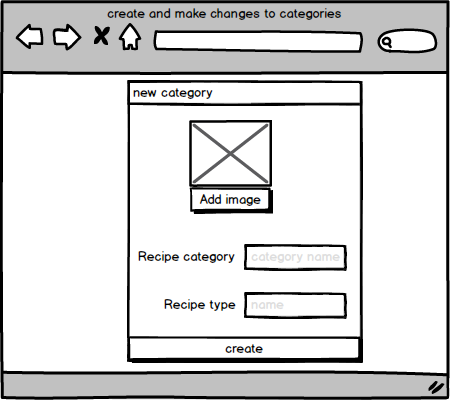 create and make changes to categories
new category
Add image
Recipe category category name
Recipe type name
create